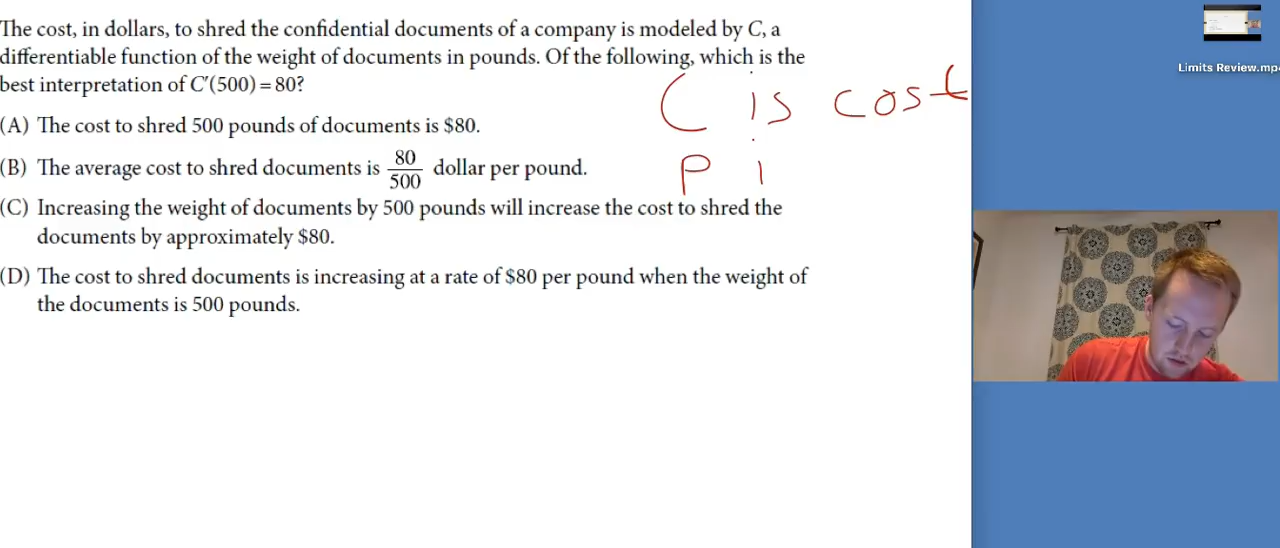 The cost, in dollars, to shred the confidential documents of a company is modeled by C, a
differentiable function of the weight of documents in pounds. Of the following, which is the
best interpretation of C′(500) = 80?
C is cost
(A) The cost to shred 500 pounds of documents is $80.
(B) The average cost to shred documents is 80/500 dollar per pound.
P i
(C) Increasing the weight of documents by 500 pounds will increase the cost to shred the
documents by approximately $80.
(D) The cost to shred documents is increasing at a rate of $80 per pound when the weight of
the documents is 500 pounds.
Limits Review.mp4